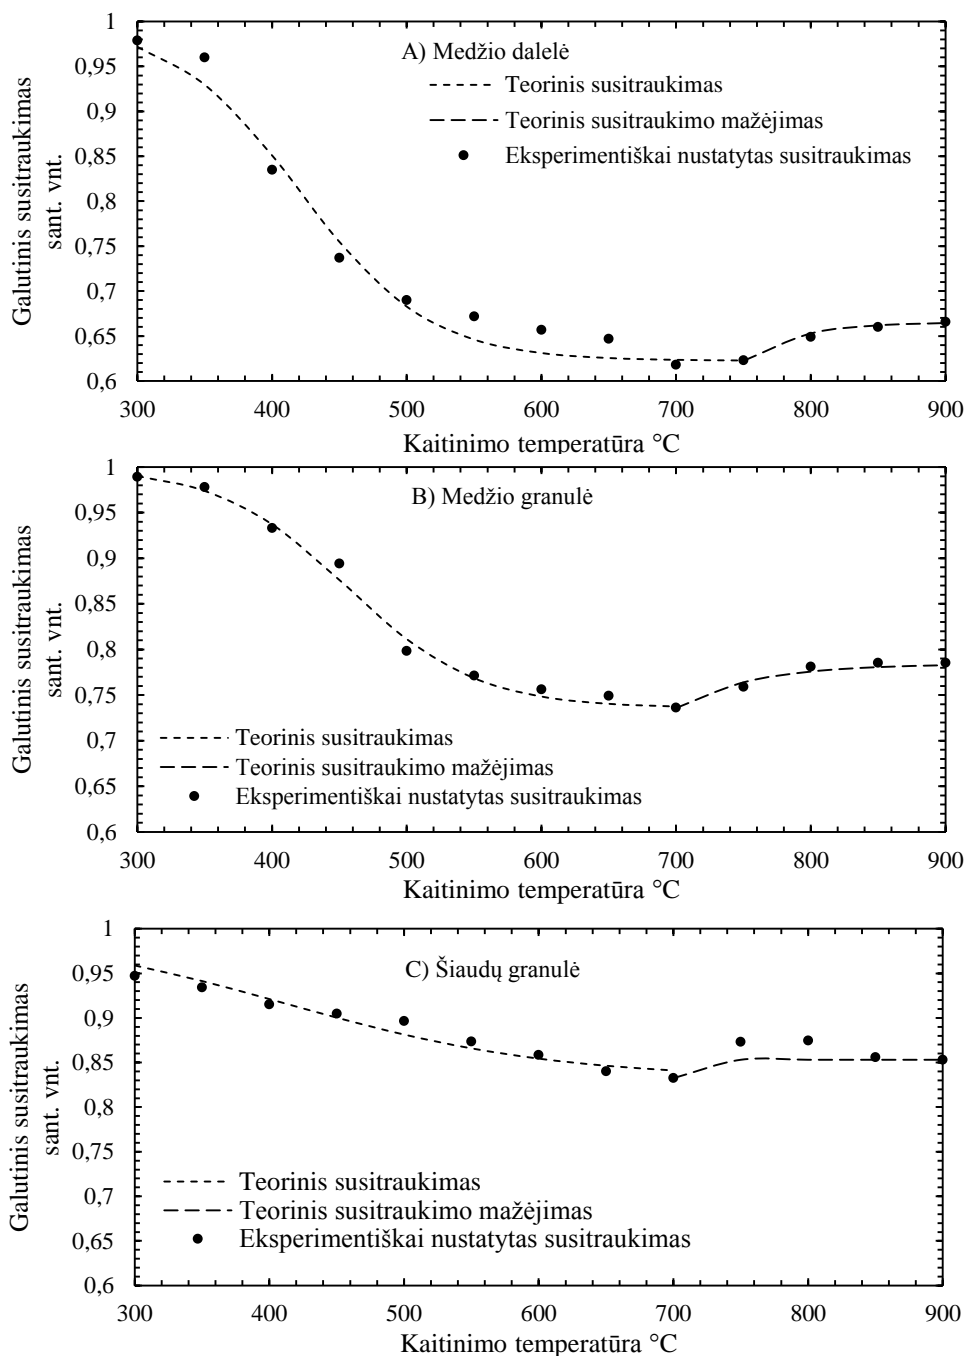 A) Medžio dalelė
Teorinis susitraukimas
Teorinis susitraukimo mažėjimas
Eksperimentiškai nustatytas susitraukimas
Galutinis susitraukimas
sant. vnt.
1
0,95
0,9
0,85
0,8
0,75
0,7
0,65
0,6
300 400 500 600 700 800 900
Kaitinimo temperatūra °C
B) Medžio granulė
Galutinis susitraukimas
sant. vnt.
1
0,95
0,9
0,85
0,8
0,75
0,7
0,65
0,6
Teorinis susitraukimas
Teorinis susitraukimo mažėjimas
Eksperimentiškai nustatytas susitraukimas
300 400 500 600 700 800 900
Kaitinimo temperatūra °C
C) Šiaudų granulė
Galutinis susitraukimas
sant. vnt.
1
0,95
0,9
0,85
0,8
0,75
0,7
0,65
0,6
Teorinis susitraukimas
Teorinis susitraukimo mažėjimas
Eksperimentiškai nustatytas susitraukimas
300 400 500 600 700 800 900
Kaitinimo temperatūra °C